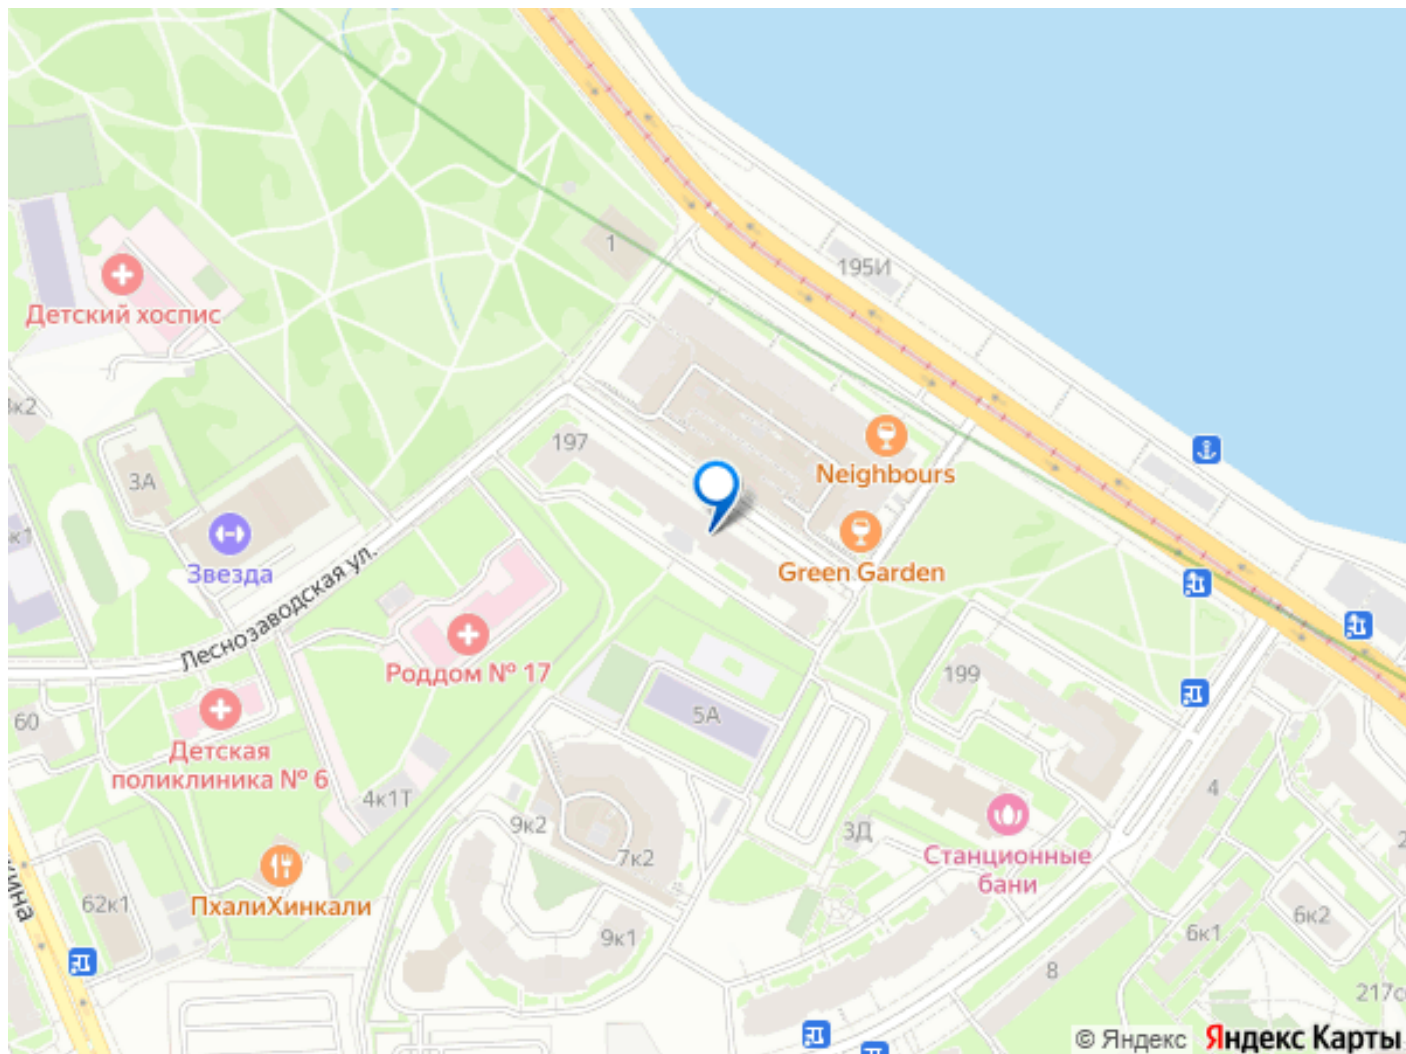 1
195И
Детский хоспис
3к2
197
3А
Neighbours
Звезда
Green Garden
Леснозаводская ул.
Роддом № 17
199
5А
60
Детская
поликлиника № 6
4к1Т
4
9к2
3Д
7к2
Станционные
бани
ПхалиХинкали
62к1
6к2
6к1
9к1
8
© Яндекс
Яндекс Карты